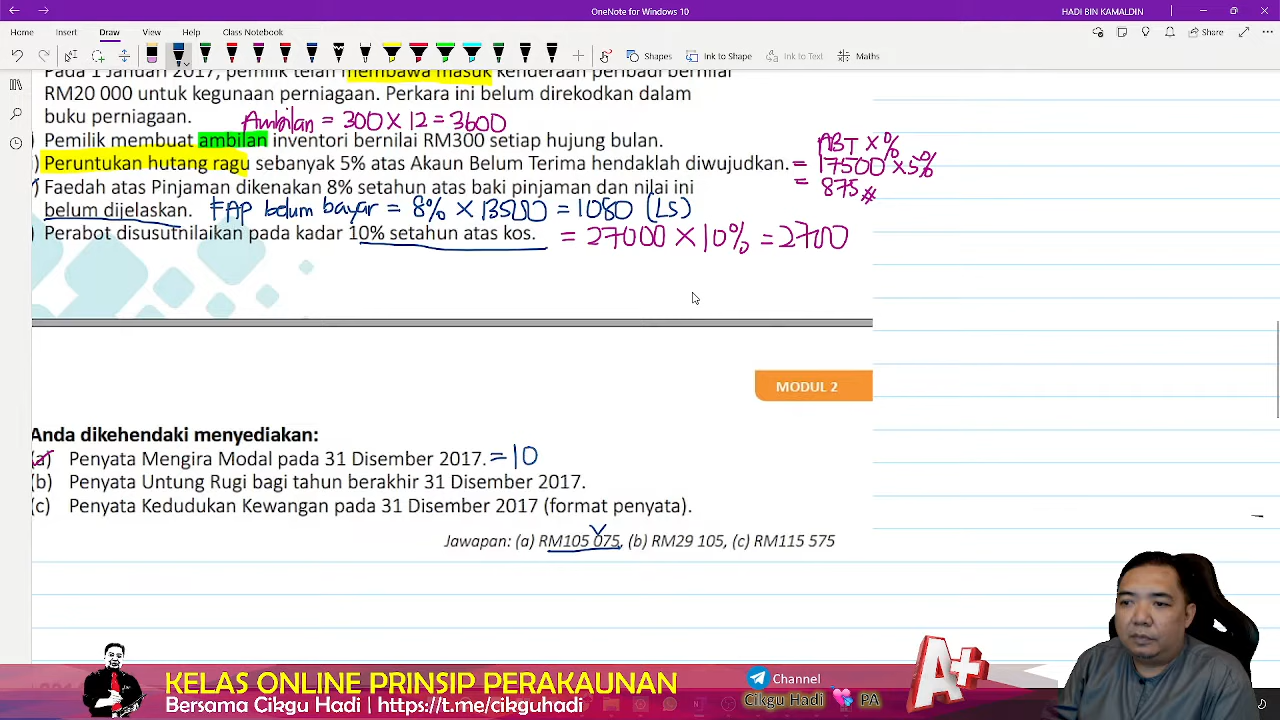 OneNote for Windows 10
HADI BIN KAMALDIN
Home Insert Draw View Help Class Notebook
Share
Shapes Ink to Shape Ink to Text Maths
Pada 1 Januari 2017, pemilik telah membawa masuk kenderaan peribadi bernilai
RM20 000 untuk kegunaan perniagaan. Perkara ini belum direkodkan dalam
buku perniagaan.
Ambilan = 300 × 12 = 3600
) Pemilik membuat ambilan inventori bernilai RM300 setiap hujung bulan.
ABT × %
) Peruntukan hutang ragu sebanyak 5% atas Akaun Belum Terima hendaklah diwujudkan. = 17500 × 5%
= 875 #
) Faedah atas Pinjaman dikenakan 8% setahun atas baki pinjaman dan nilai ini
belum dijelaskan. FAP belum bayar = 8% × 13500 = 1080 (LS)
) Perabot disusutnilaikan pada kadar 10% setahun atas kos. = 27000 × 10% = 2700
MODUL 2
Anda dikehendaki menyediakan:
(a) Penyata Mengira Modal pada 31 Disember 2017. = 10
(b) Penyata Untung Rugi bagi tahun berakhir 31 Disember 2017.
(c) Penyata Kedudukan Kewangan pada 31 Disember 2017 (format penyata).
Jawapan: (a) RM105 075, (b) RM29 105, (c) RM115 575
KELAS ONLINE PRINSIP PERAKAUNAN
Bersama Cikgu Hadi | https://t.me/cikguhadi
A+
Channel
Cikgu Hadi PA